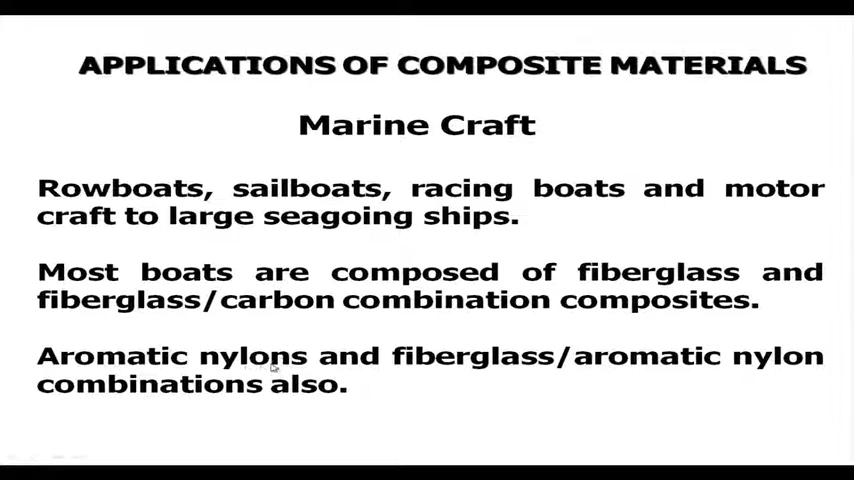 APPLICATIONS OF COMPOSITE MATERIALS
Marine Craft
Rowboats, sailboats, racing boats and motor
craft to large seagoing ships.
Most boats are composed of fiberglass and
fiberglass/carbon combination composites.
Aromatic nylons and fiberglass/aromatic nylon
combinations also.